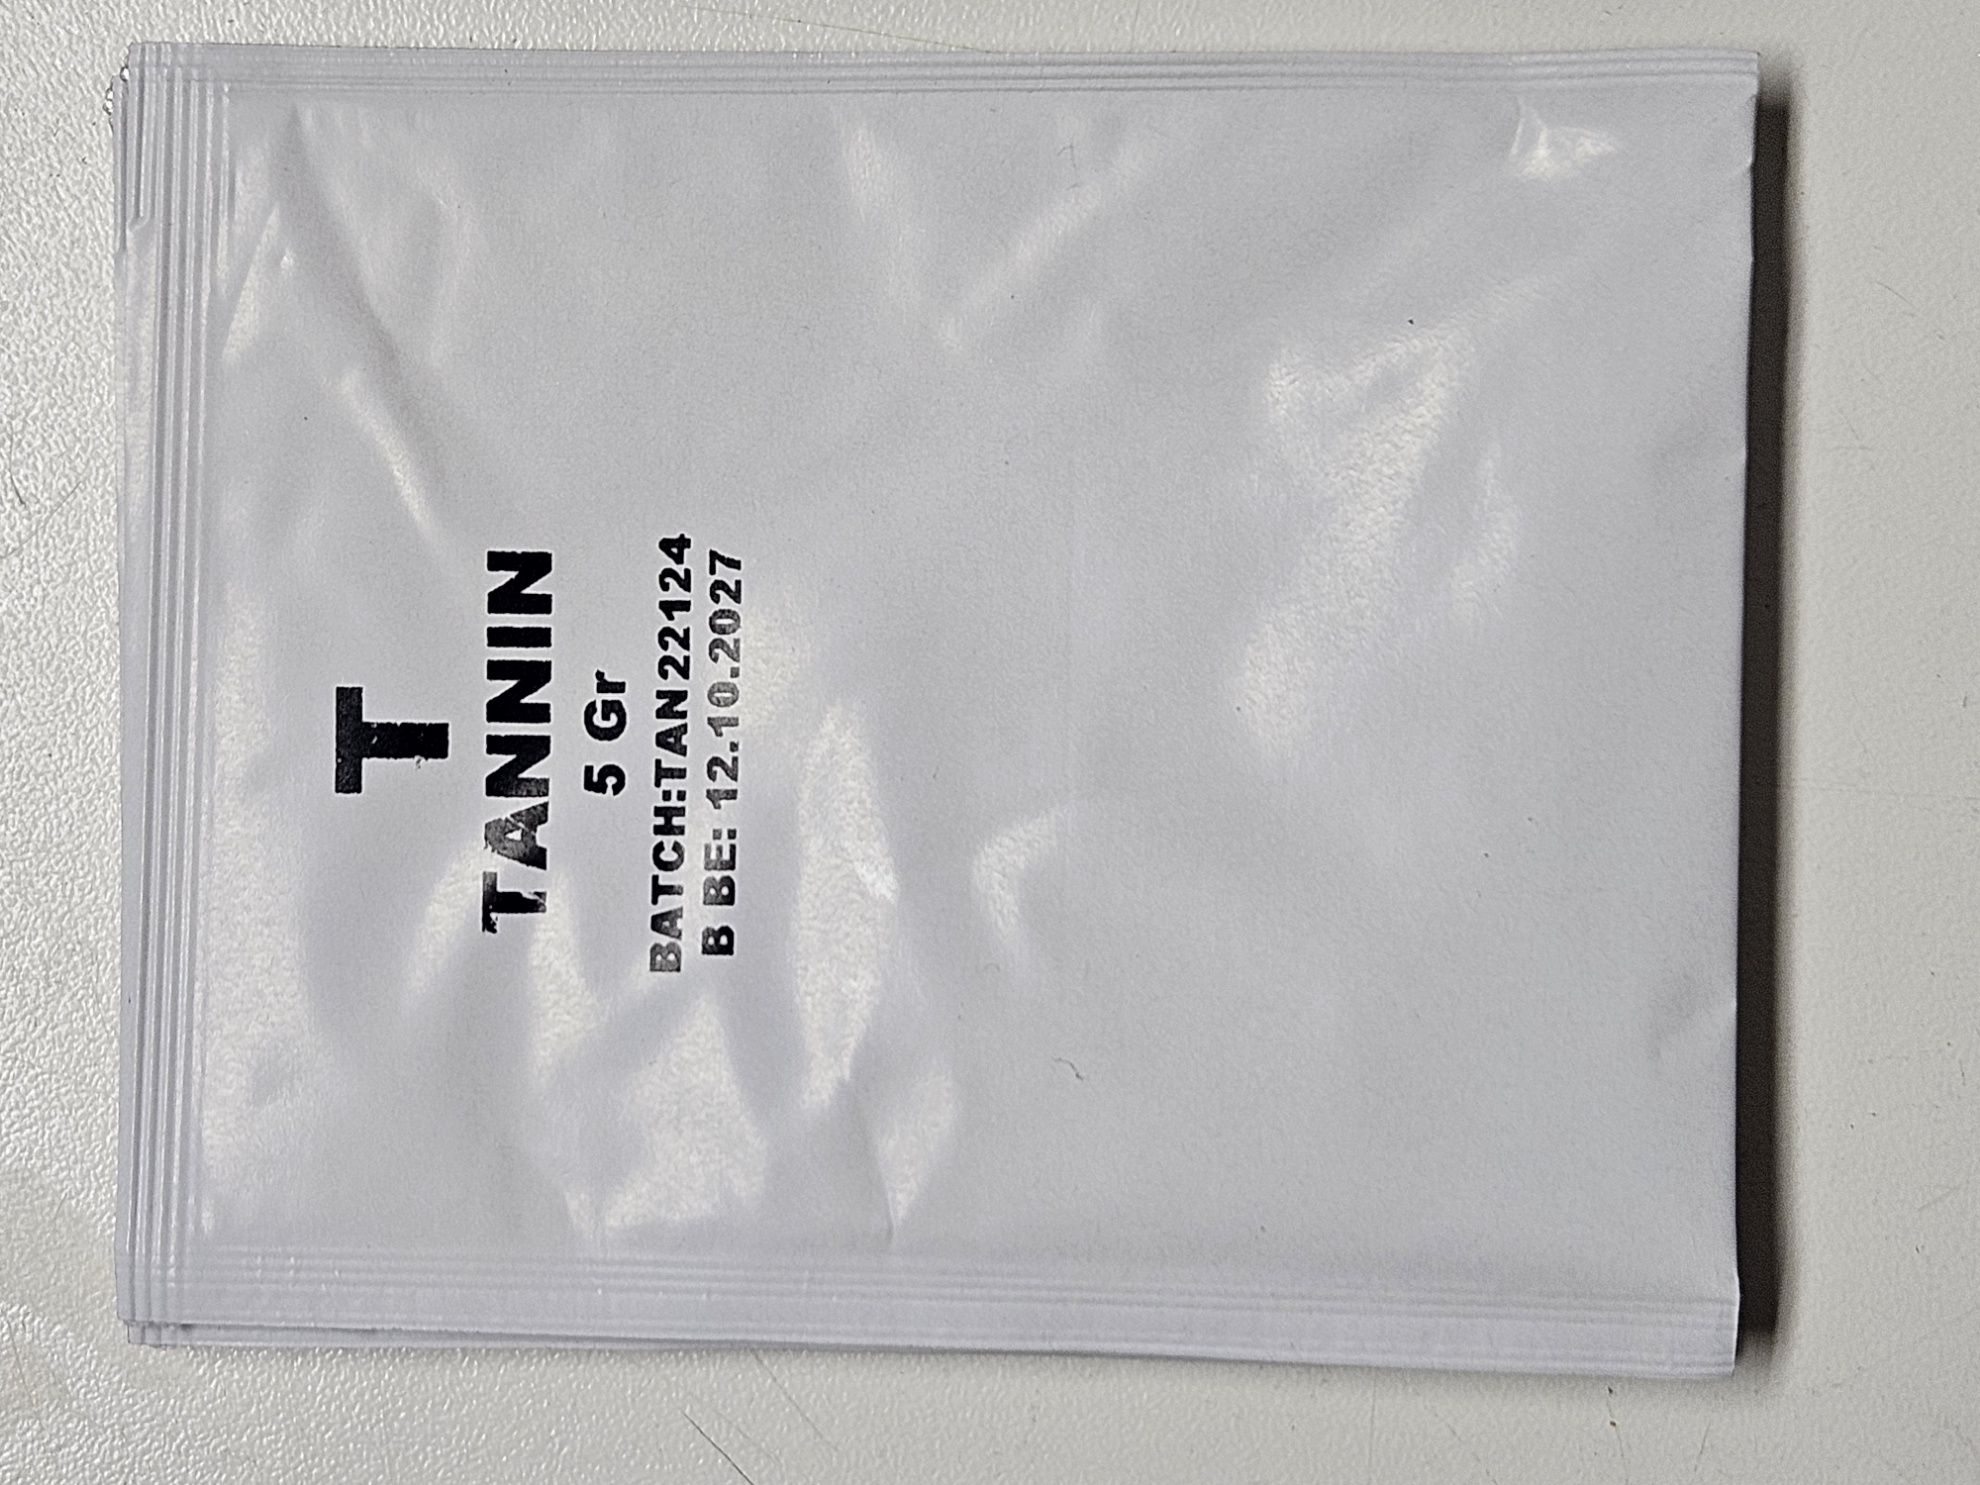 T
TANNIN
5 Gr
BATCH:TAN22124
B BE: 12.10.2027